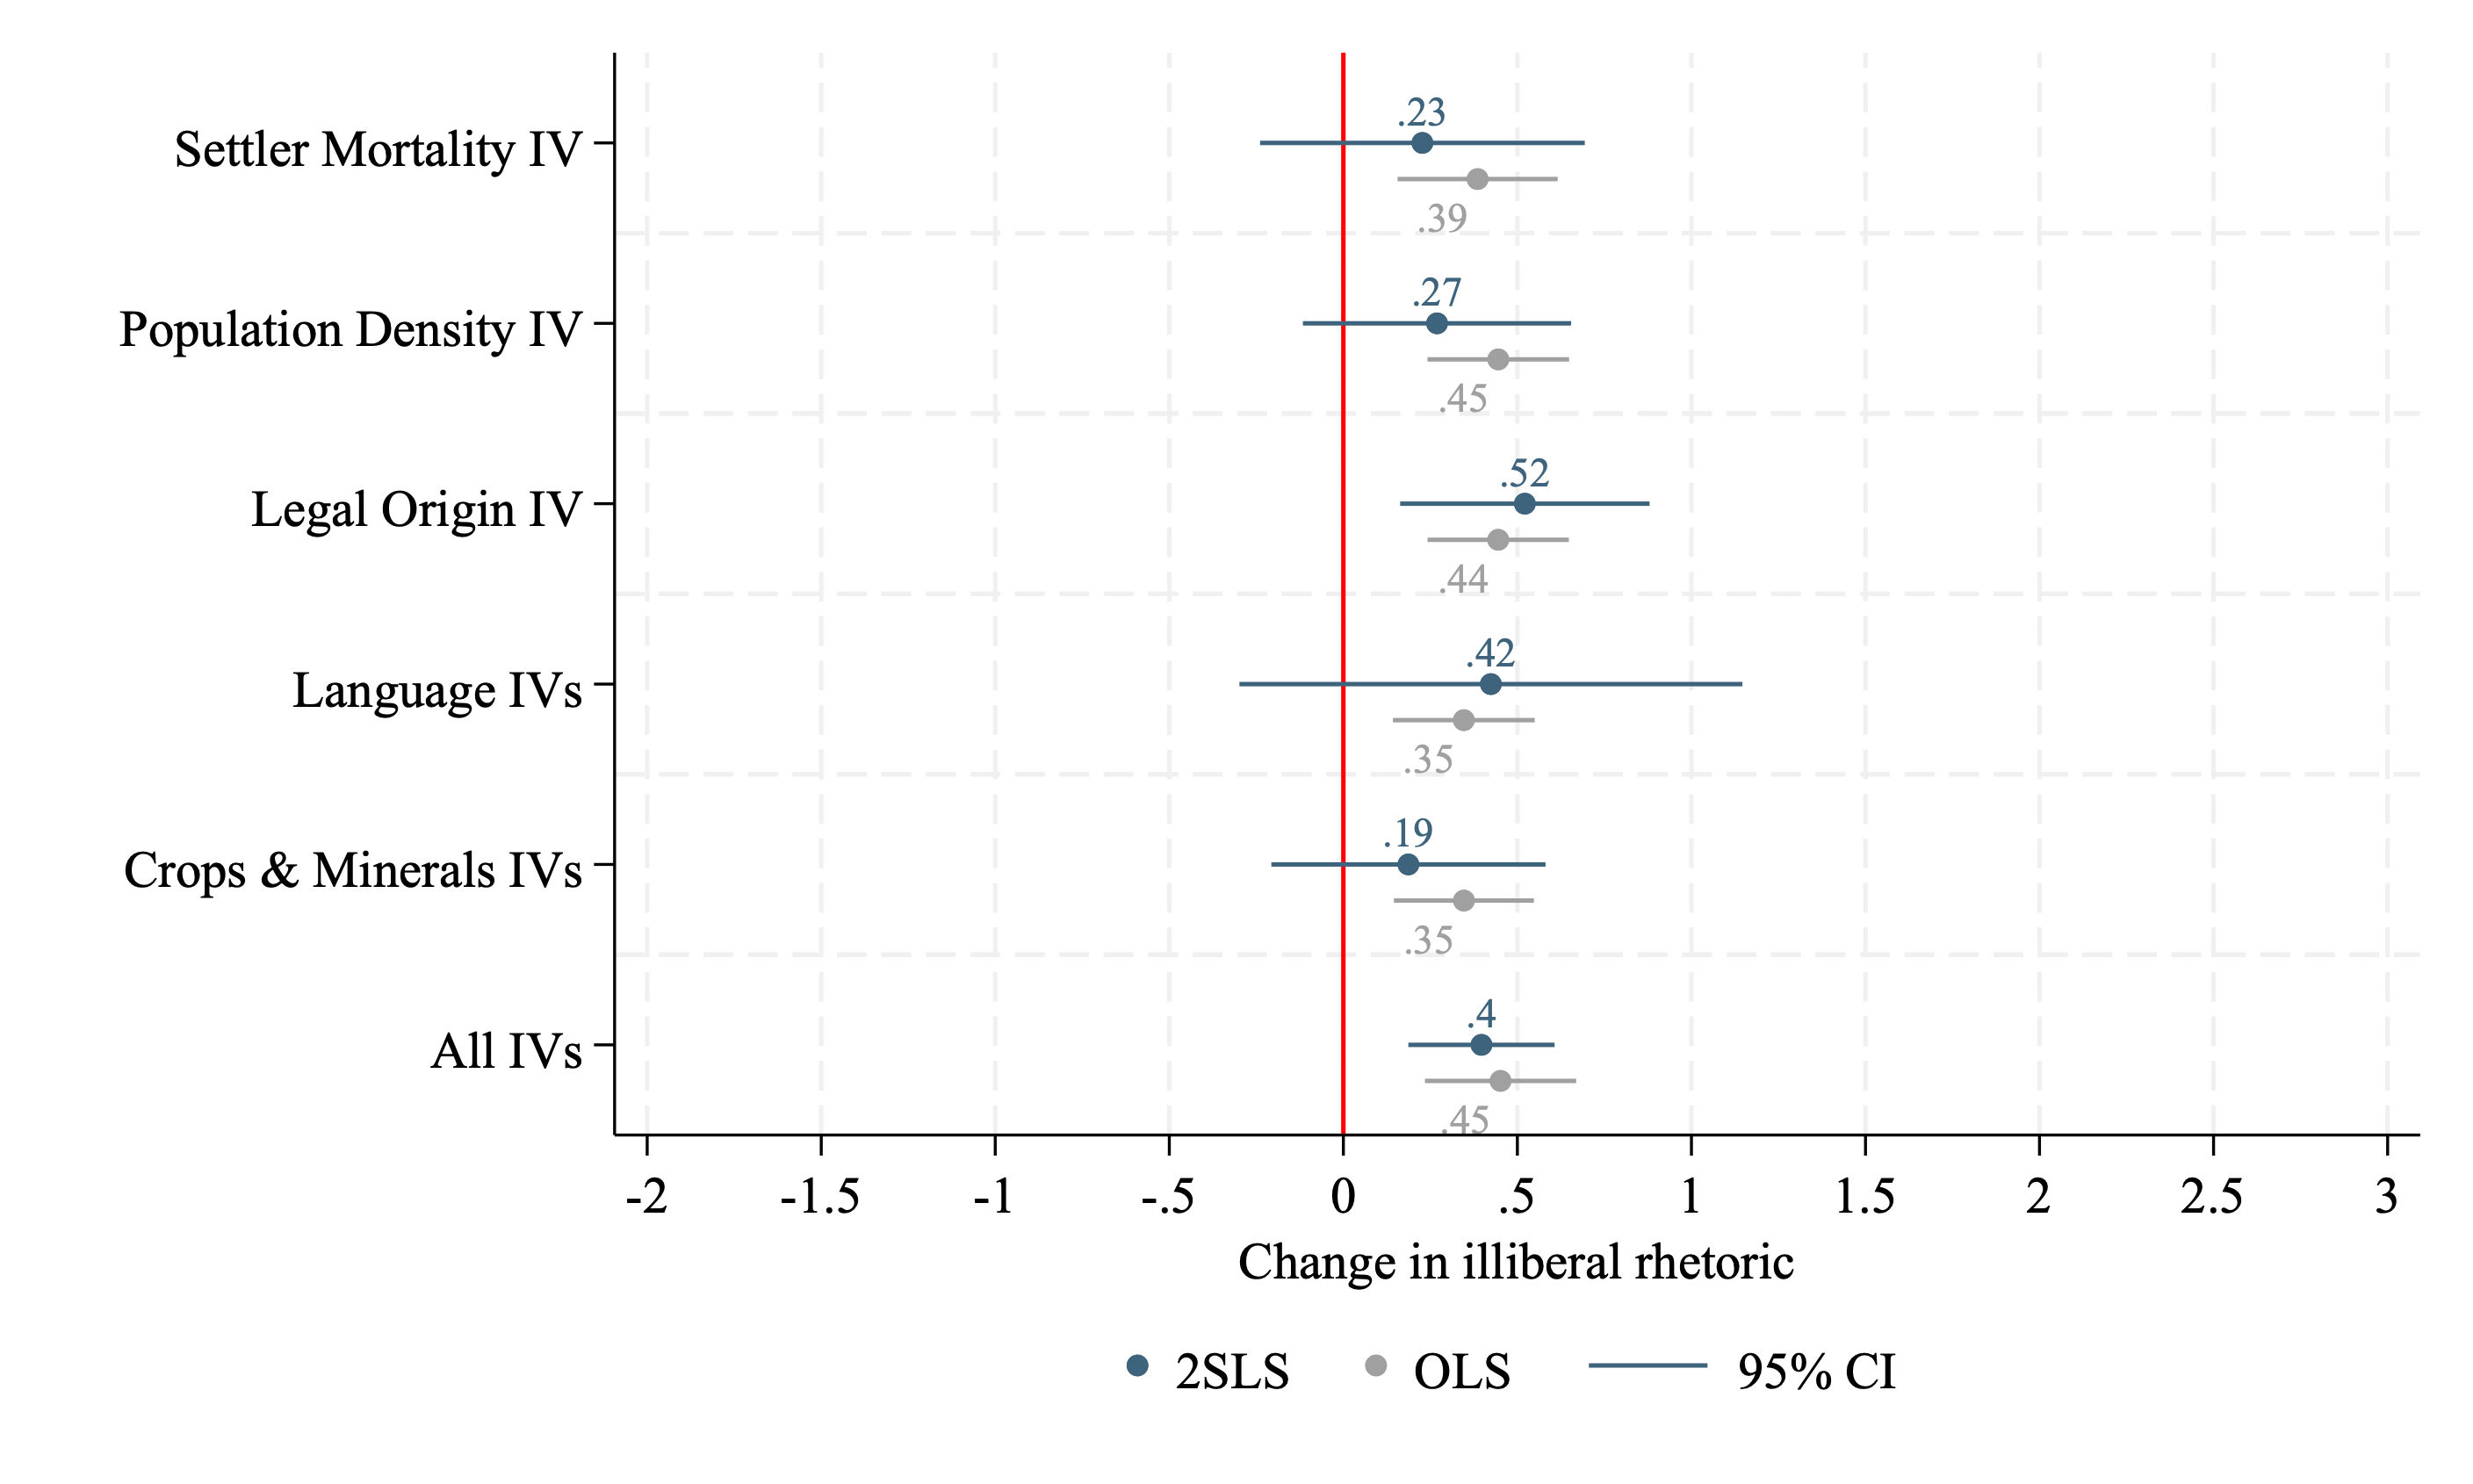 .23
Settler Mortality IV
.39
.27
Population Density IV
.45
.52
Legal Origin IV
.44
.42
Language IVs
.35
.19
Crops & Minerals IVs
.35
.4
All IVs
.45
-2 -1.5 -1 -.5 0 .5 1 1.5 2 2.5 3
Change in illiberal rhetoric
2SLS OLS 95% CI